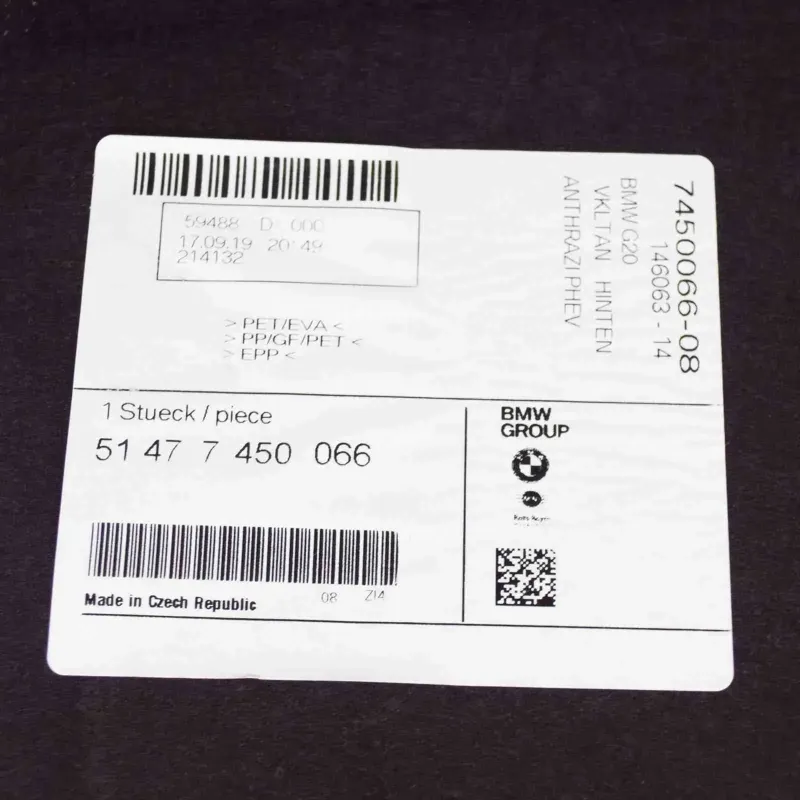 59488 D 000
17.09.19 20:49
214132
> PET/EVA <
> PP/GF/PET <
> EPP <
7450066-08
146063 - 14
BMW G20
VKLTAN HINTEN
ANTHRAZI PHEV
1 Stueck / piece
51 47 7 450 066
08 ZI4
Made in Czech Republic
BMW
GROUP